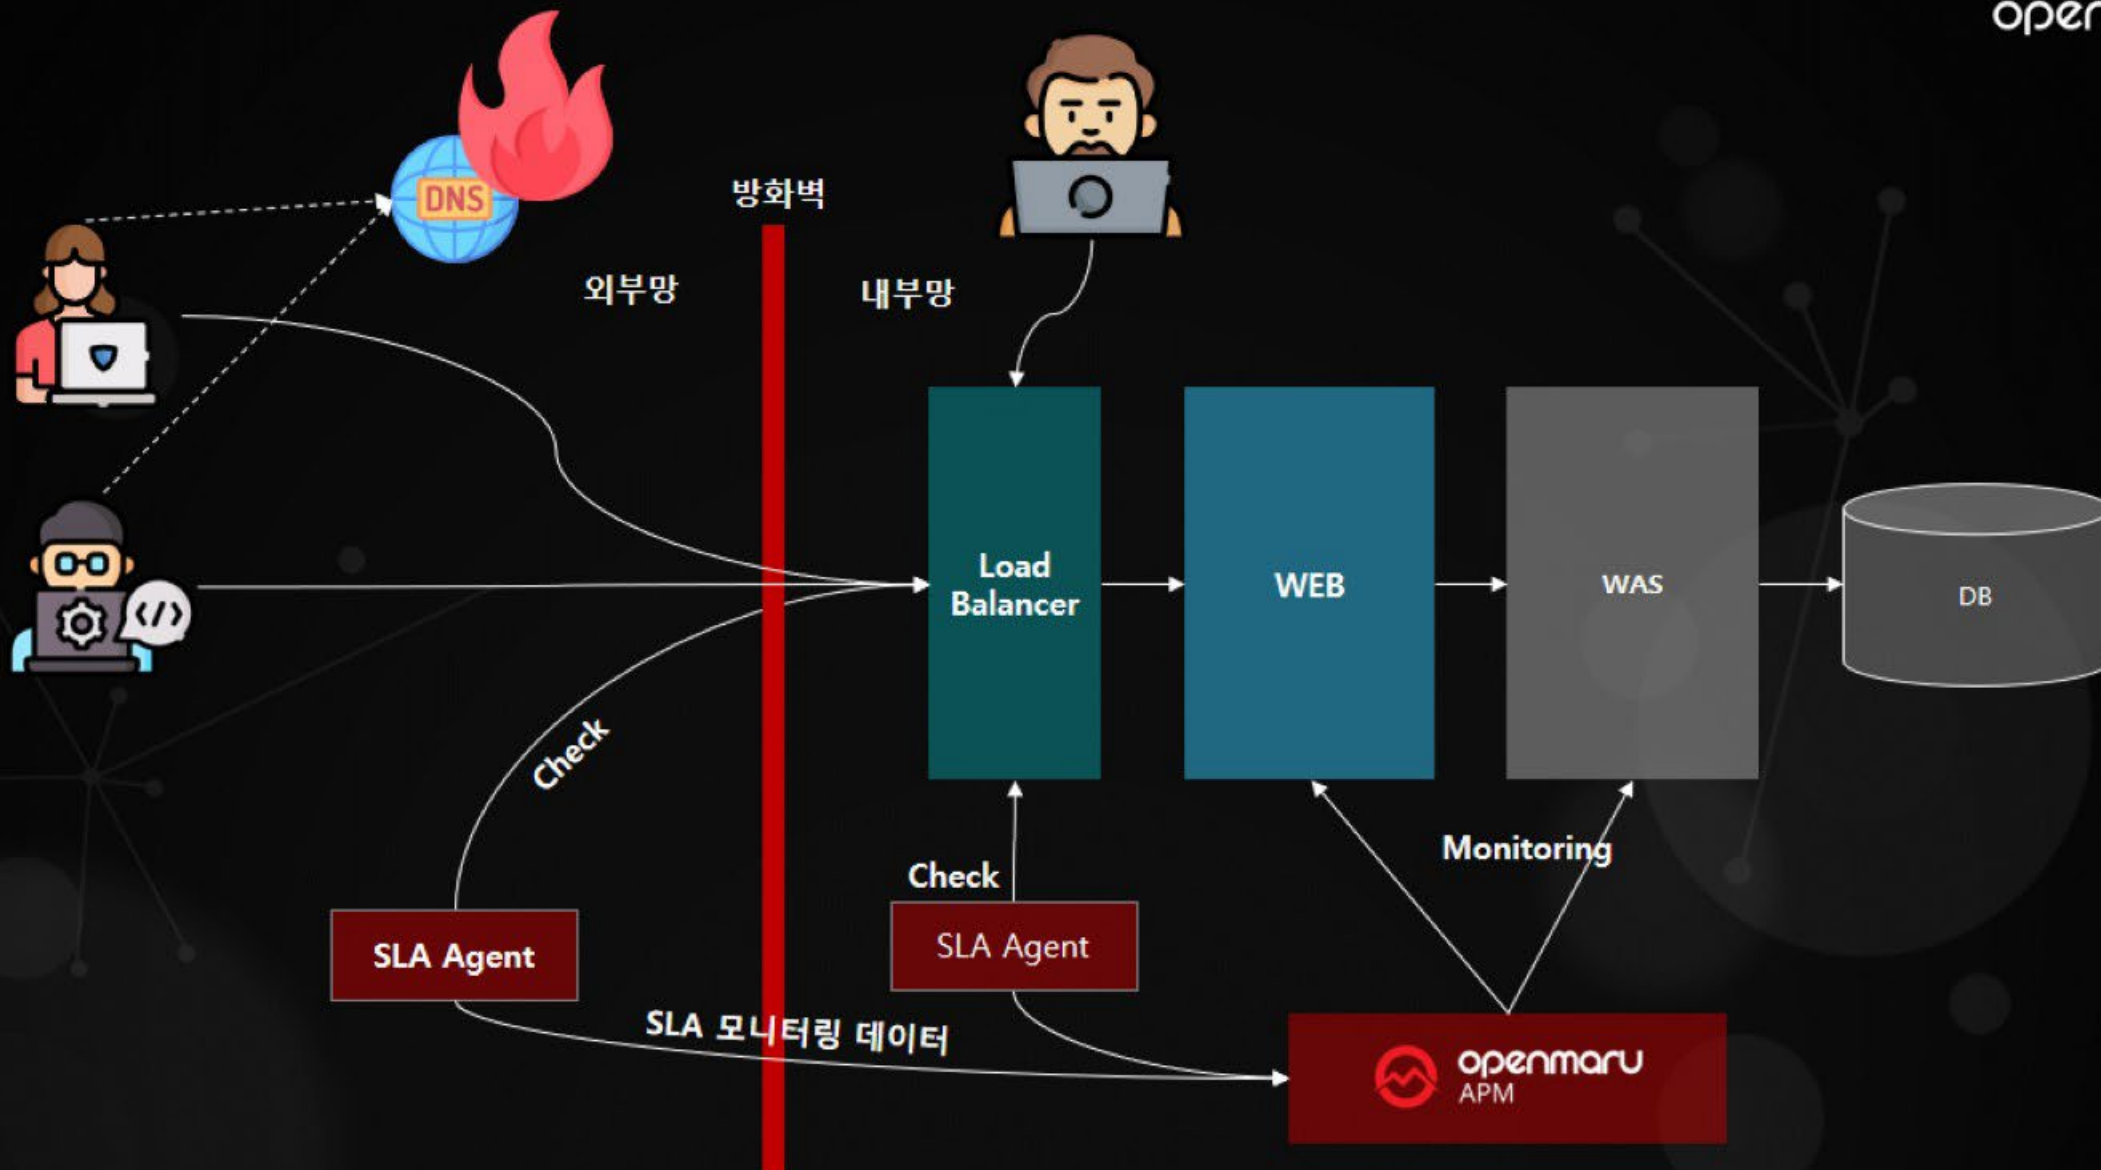 open
DNS
방화벽
외부망
내부망
</>
Load
Balancer
WEB
WAS
DB
Check
Check
Monitoring
SLA Agent
SLA Agent
SLA 모니터링 데이터
openmaru
APM